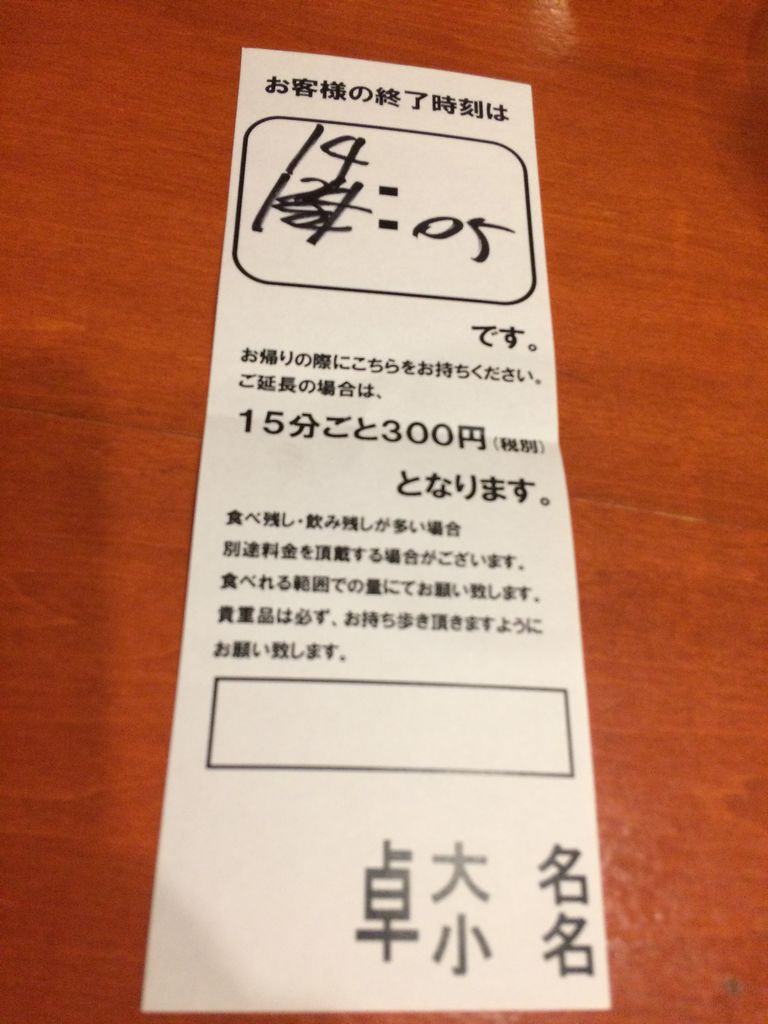 お客様の終了時刻は
14
: 05
です。
お帰りの際にこちらをお持ちください。
ご延長の場合は、
15分ごと300円(税別)
となります。
食べ残し・飲み残しが多い場合
別途料金を頂戴する場合がございます。
食べれる範囲での量にてお願い致します。
貴重品は必ず、お持ち歩き頂きますように
お願い致します。
卓 大 名
小 名